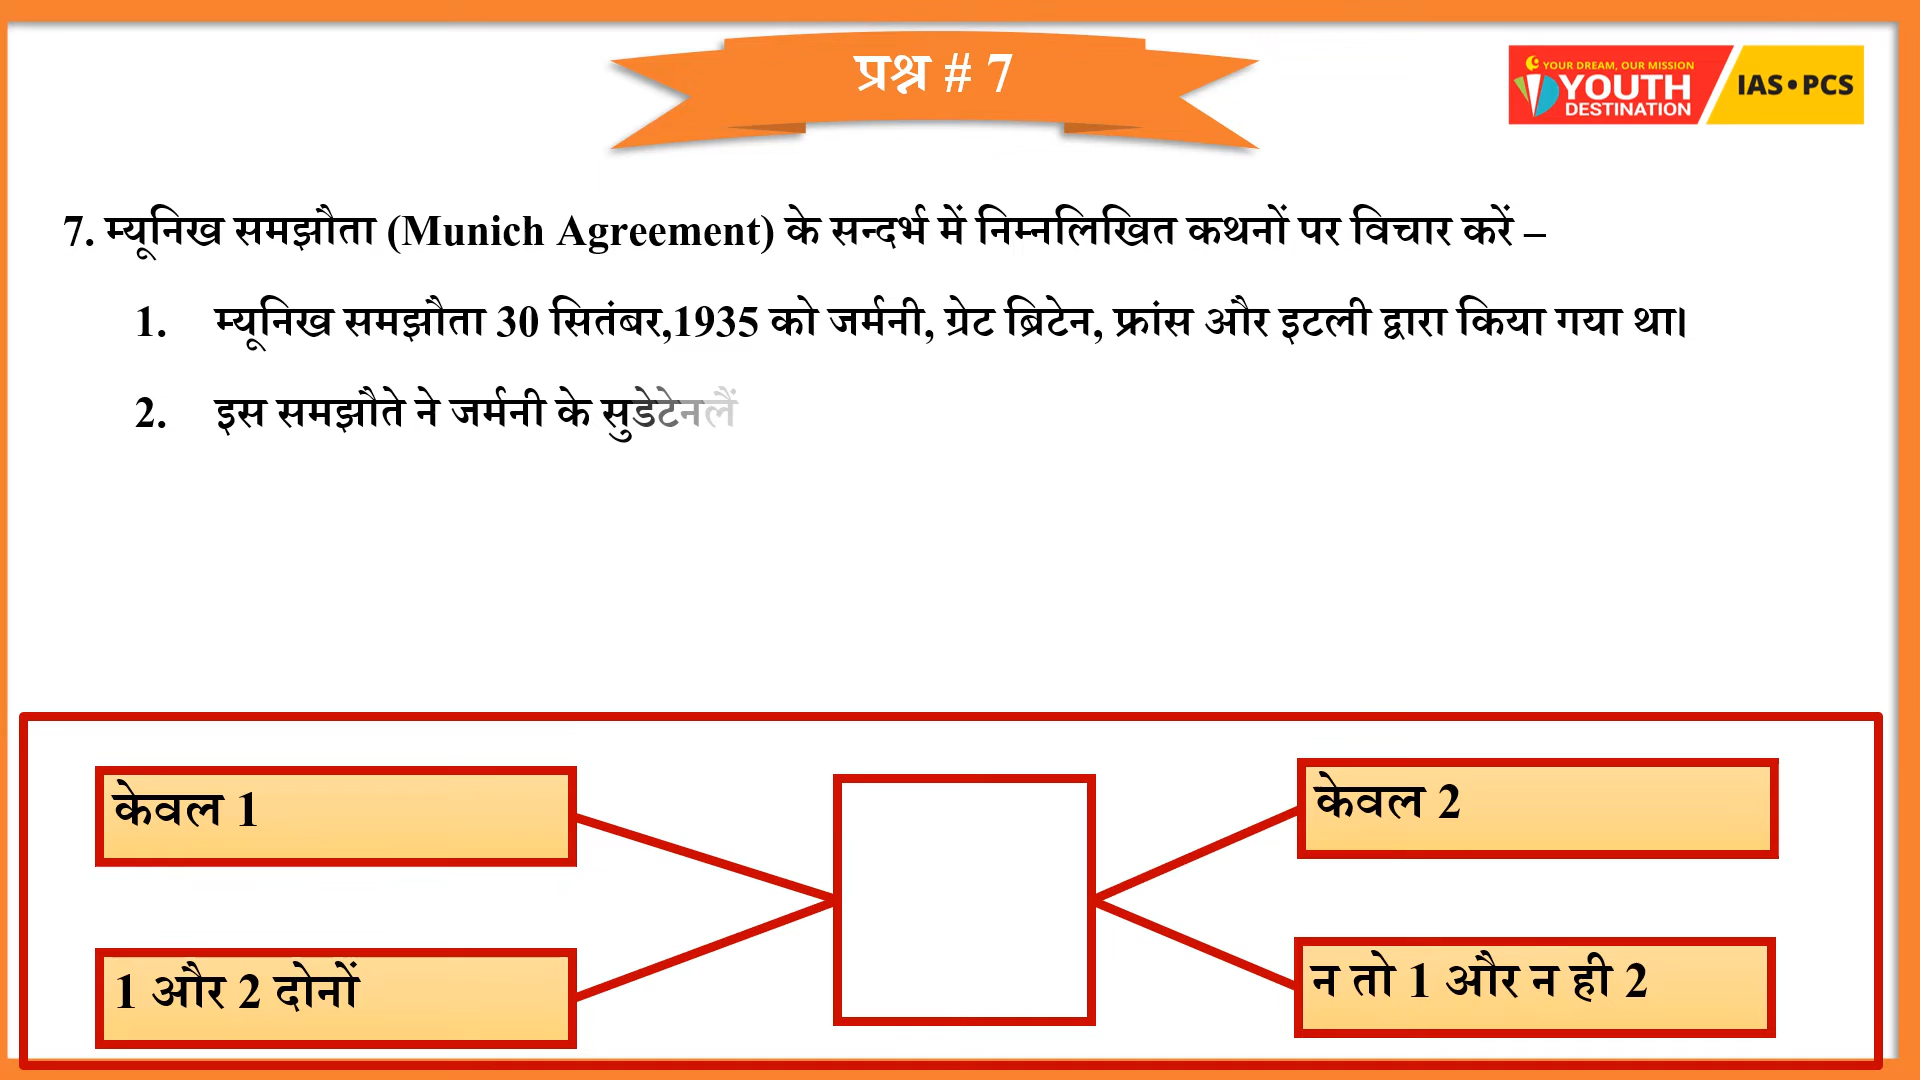 प्रश्न # 7
YOUR DREAM, OUR MISSION
YOUTH
DESTINATION
IAS•PCS
7. म्यूनिख समझौता (Munich Agreement) के सन्दर्भ में निम्नलिखित कथनों पर विचार करें –
1. म्यूनिख समझौता 30 सितंबर,1935 को जर्मनी, ग्रेट ब्रिटेन, फ्रांस और इटली द्वारा किया गया था।
2. इस समझौते ने जर्मनी के सुडेटेनलैं
केवल 1
केवल 2
1 और 2 दोनों
न तो 1 और न ही 2